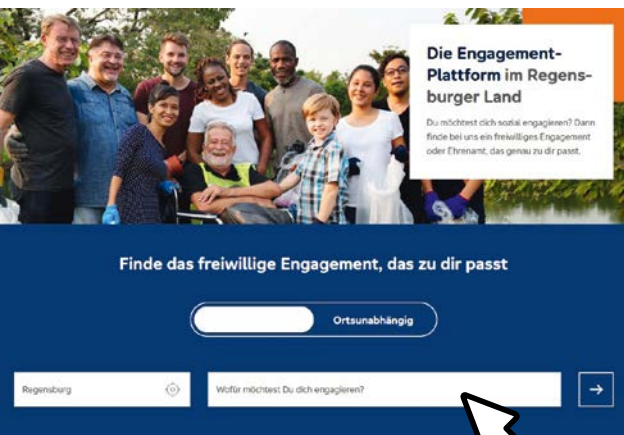 Die Engagement-
Plattform im Regens-
burger Land
Du möchtest dich sozial engagieren? Dann
finde bei uns ein freiwilliges Engagement
oder Ehrenamt, das genau zu dir passt.
Finde das freiwillige Engagement, das zu dir passt
Ortsunabhängig
Regensburg
Wofür möchtest Du dich engagieren?